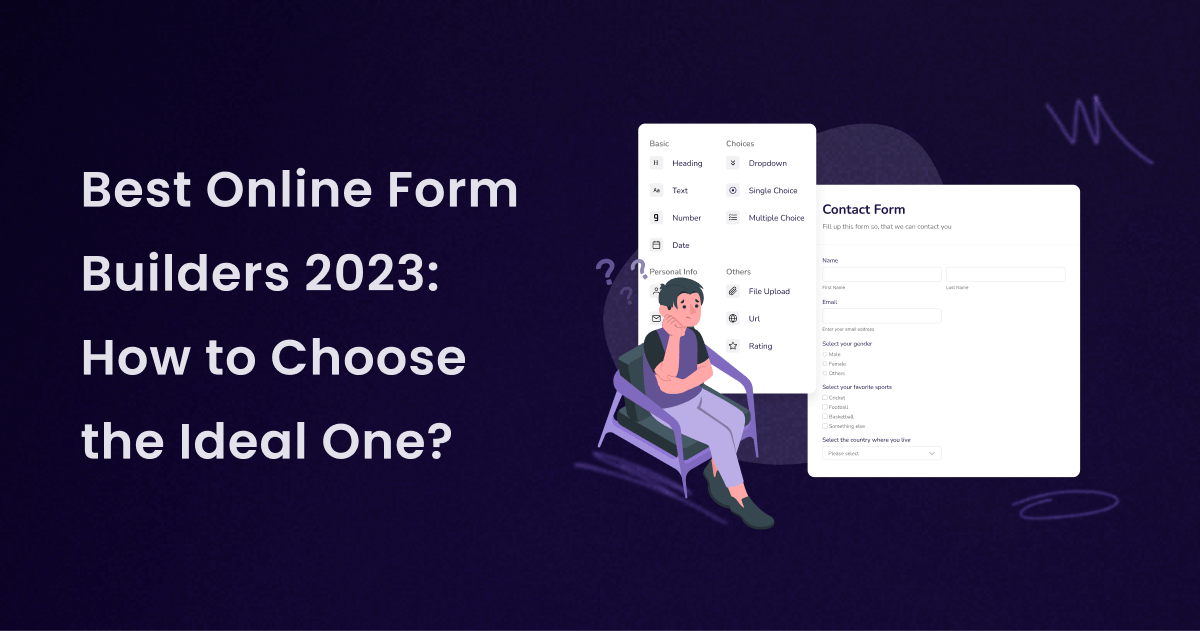 Best Online Form
Builders 2023:
How to Choose
the Ideal One?
Basic
H Heading
Aa Text
9 Number
Date
Choices
Dropdown
Single Choice
Multiple Choice
? ? ?
Personal Info
Others
File Upload
Url
Rating
Contact Form
Fill up this form so, that we can contact you
Name
First Name
Last Name
Email
Enter your email address
Select your gender
Male
Female
Others
Select your favorite sports
Cricket
Football
Basketball
Something else
Select the country where you live
Please select